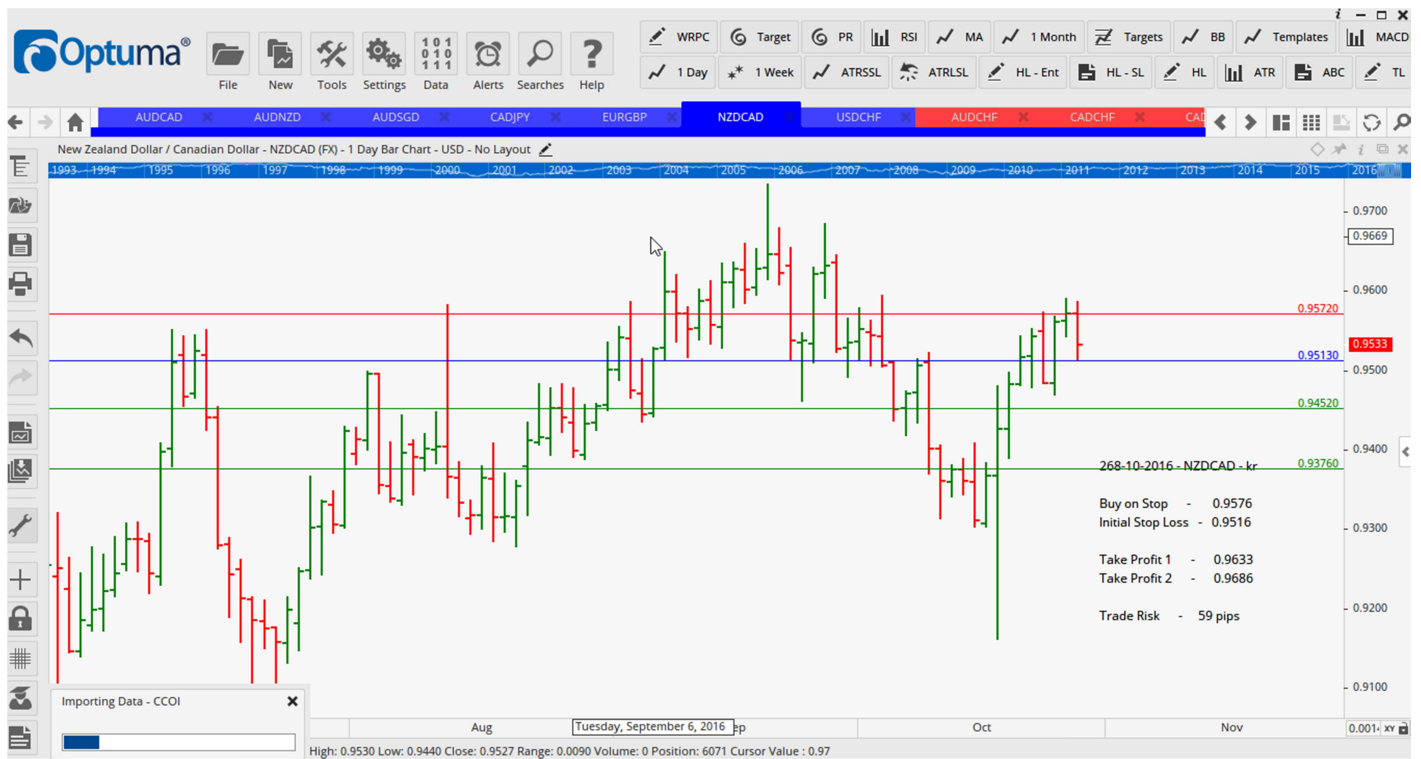 i
Optuma®
WRPC Target PR RSI MA 1 Month Targets BB Templates MACD
1 Day 1 Week ATRSSL ATRLSL HL - Ent HL - SL HL ATR ABC TL
101
010
111
File New Tools Settings Data Alerts Searches Help
AUDCAD AUDNZD AUDSGD CADJPY EURGBP NZDCAD USDCHF AUDCHF CADCHF CAD
New Zealand Dollar / Canadian Dollar - NZDCAD (FX) - 1 Day Bar Chart - USD - No Layout
1993 1994 1995 1996 1997 1998 1999 2000 2001 2002 2003 2004 2005 2006 2007 2008 2009 2010 2011 2012 2013 2014 2015 2016
0.9700
0.9669
0.9600
0.95720
0.9533
0.95130
0.9500
0.94520
0.9400
0.93760
268-10-2016 - NZDCAD - kr
Buy on Stop - 0.9576
Initial Stop Loss - 0.9516
0.9300
Take Profit 1 - 0.9633
Take Profit 2 - 0.9686
0.9200
Trade Risk - 59 pips
0.9100
Importing Data - CCOI
Aug Tuesday, September 6, 2016 ep Oct Nov 0.001 XY
High: 0.9530 Low: 0.9440 Close: 0.9527 Range: 0.0090 Volume: 0 Position: 6071 Cursor Value : 0.97